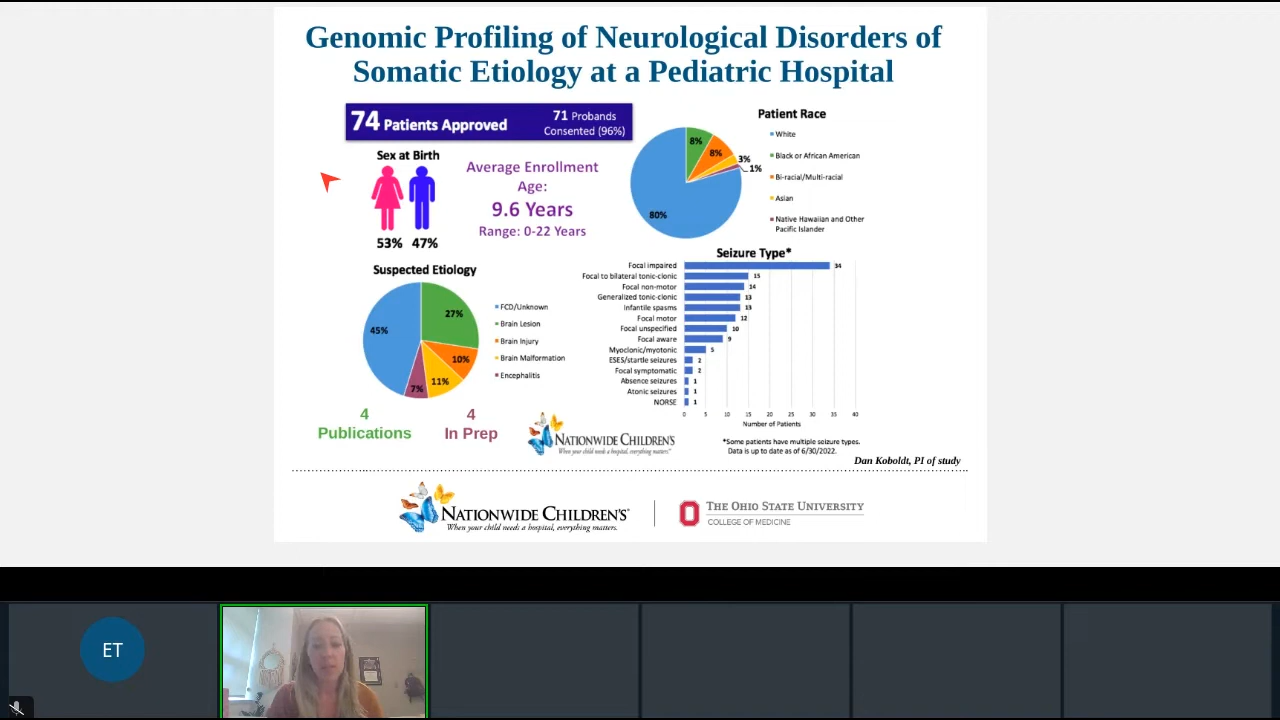 Genomic Profiling of Neurological Disorders of
Somatic Etiology at a Pediatric Hospital
74 Patients Approved
71 Probands
Consented (96%)
Sex at Birth
53% 47%
Average Enrollment
Age:
9.6 Years
Range: 0-22 Years
Patient Race
8%
8%
3%
1%
80%
White
Black or African American
Bi-racial/Multi-racial
Asian
Native Hawaiian and Other
Pacific Islander
Suspected Etiology
45%
27%
10%
11%
7%
FCD/Unknown
Brain Lesion
Brain Injury
Brain Malformation
Encephalitis
Seizure Type*
Focal impaired 34
Focal to bilateral tonic-clonic 15
Focal non-motor 14
Generalized tonic-clonic 13
Infantile spasms 13
Focal motor 12
Focal unspecified 10
Focal aware 9
Myoclonic/myotonic 5
ESES/startle seizures 2
Focal symptomatic 2
Absence seizures 1
Atonic seizures 1
NORSE 1
0 5 10 15 20 25 30 35 40
Number of Patients
4
Publications
4
In Prep
NATIONWIDE CHILDREN'S
When your child needs a hospital, everything matters.
*Some patients have multiple seizure types.
Data is up to date as of 6/30/2022.
Dan Koboldt, PI of study
NATIONWIDE CHILDREN'S
When your child needs a hospital, everything matters.
THE OHIO STATE UNIVERSITY
COLLEGE OF MEDICINE
ET